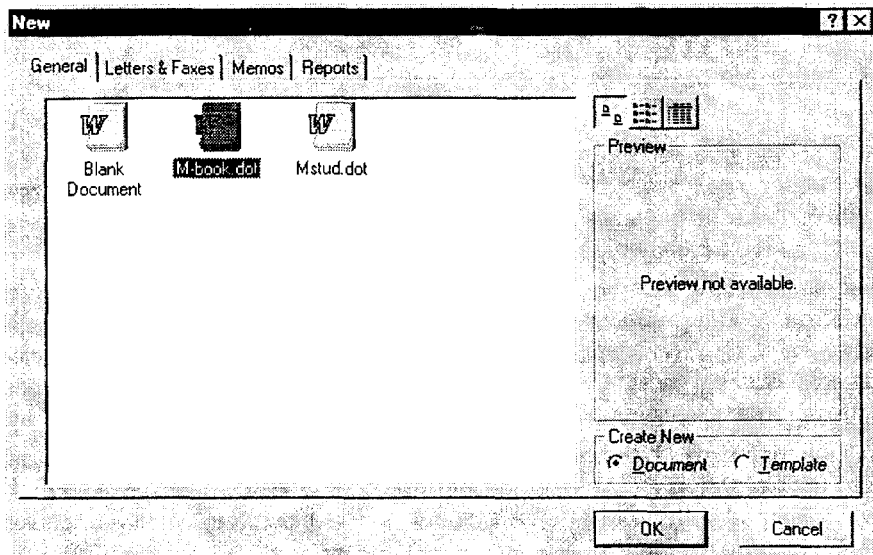 New
General Letters & Faxes Memos Reports
Blank Document
M-book.dot
Mstud.dot
Preview
Preview not available.
Create New
Document Template
OK Cancel